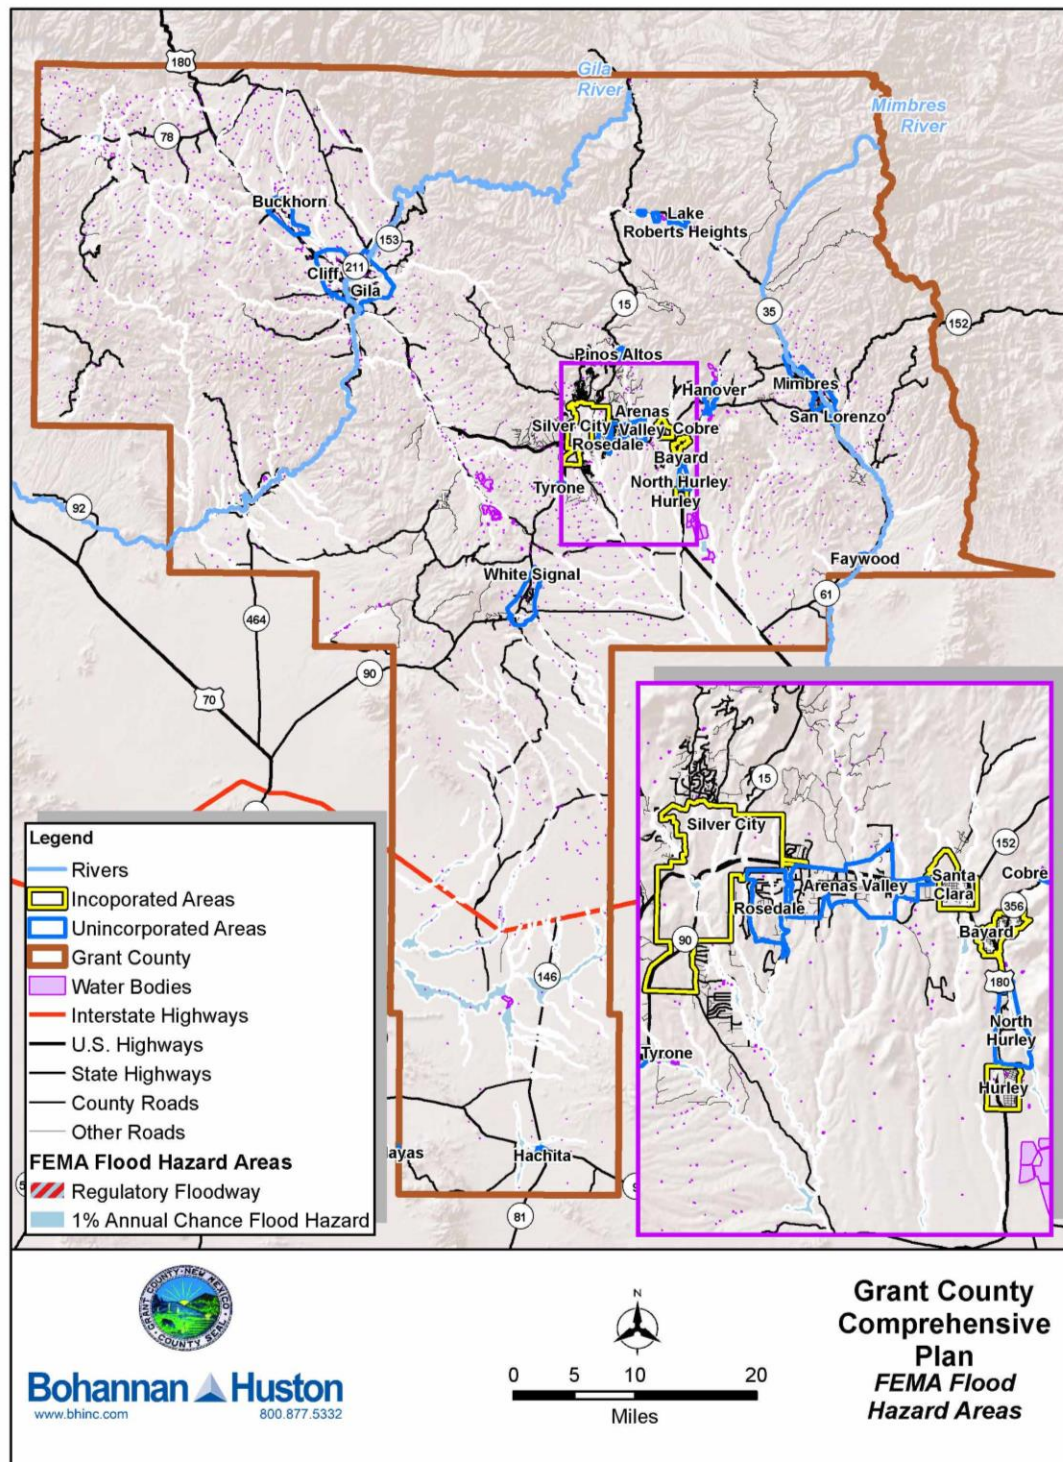 180
Gila
River
Mimbres
River
78
Buckhorn
153
Lake
Roberts Heights
Cliff
211
Gila
15
35
152
Pinos Altos
Hanover
Mimbres
San Lorenzo
Arenas
Silver City
Valley
Cobre
Rosedale
Bayard
Tyrone
North Hurley
Hurley
92
Faywood
White Signal
61
464
90
70
15
Silver City
152
Cobre
Santa
Clara
Arenas Valley
Rosedale
356
Bayard
90
180
North
Hurley
Tyrone
Hurley
146
Hachita
81
Legend
Rivers
Incoporated Areas
Unincorporated Areas
Grant County
Water Bodies
Interstate Highways
U.S. Highways
State Highways
County Roads
Other Roads
FEMA Flood Hazard Areas
Regulatory Floodway
1% Annual Chance Flood Hazard
GRANT COUNTY-NEW MEXICO
COUNTY SEAL
Bohannan Huston
www.bhinc.com 800.877.5332
N
0 5 10 20
Miles
Grant County
Comprehensive
Plan
FEMA Flood
Hazard Areas